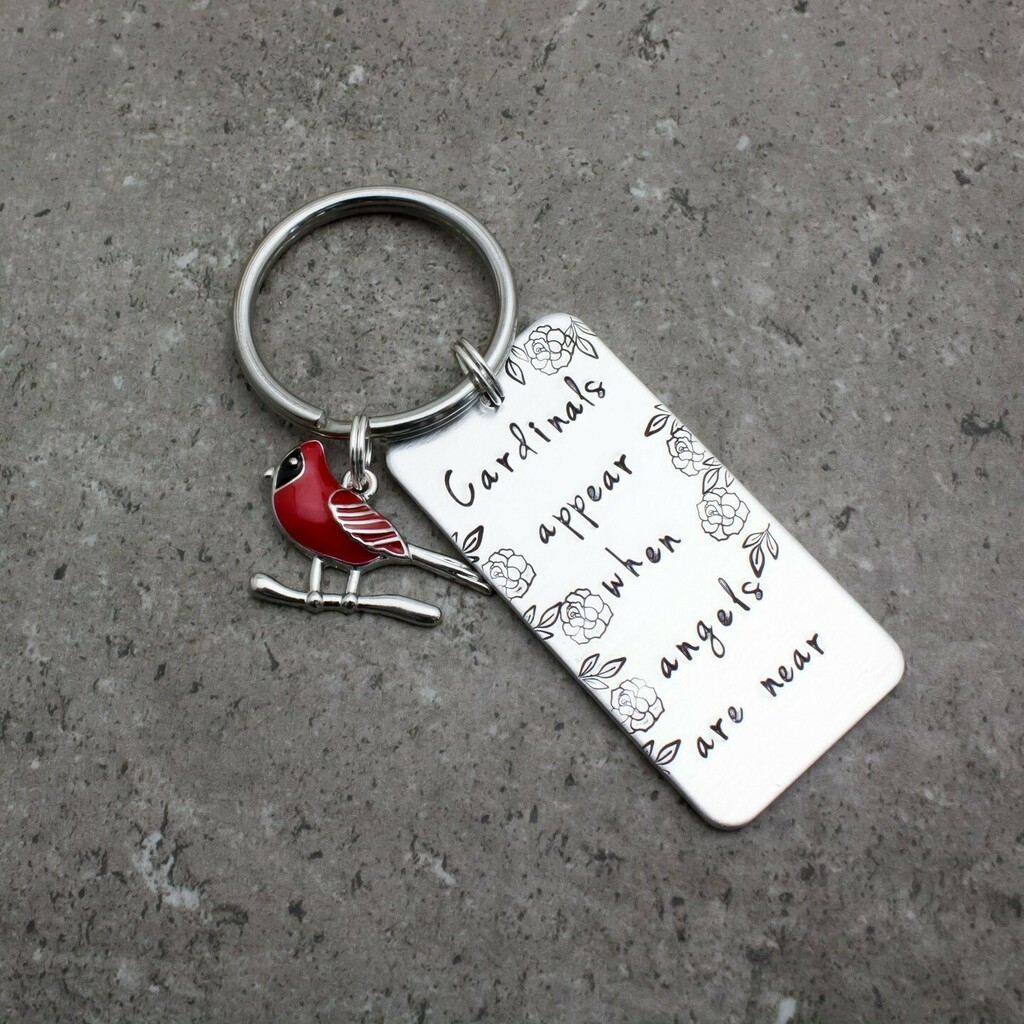 Cardinals
appear
when
angels
are near